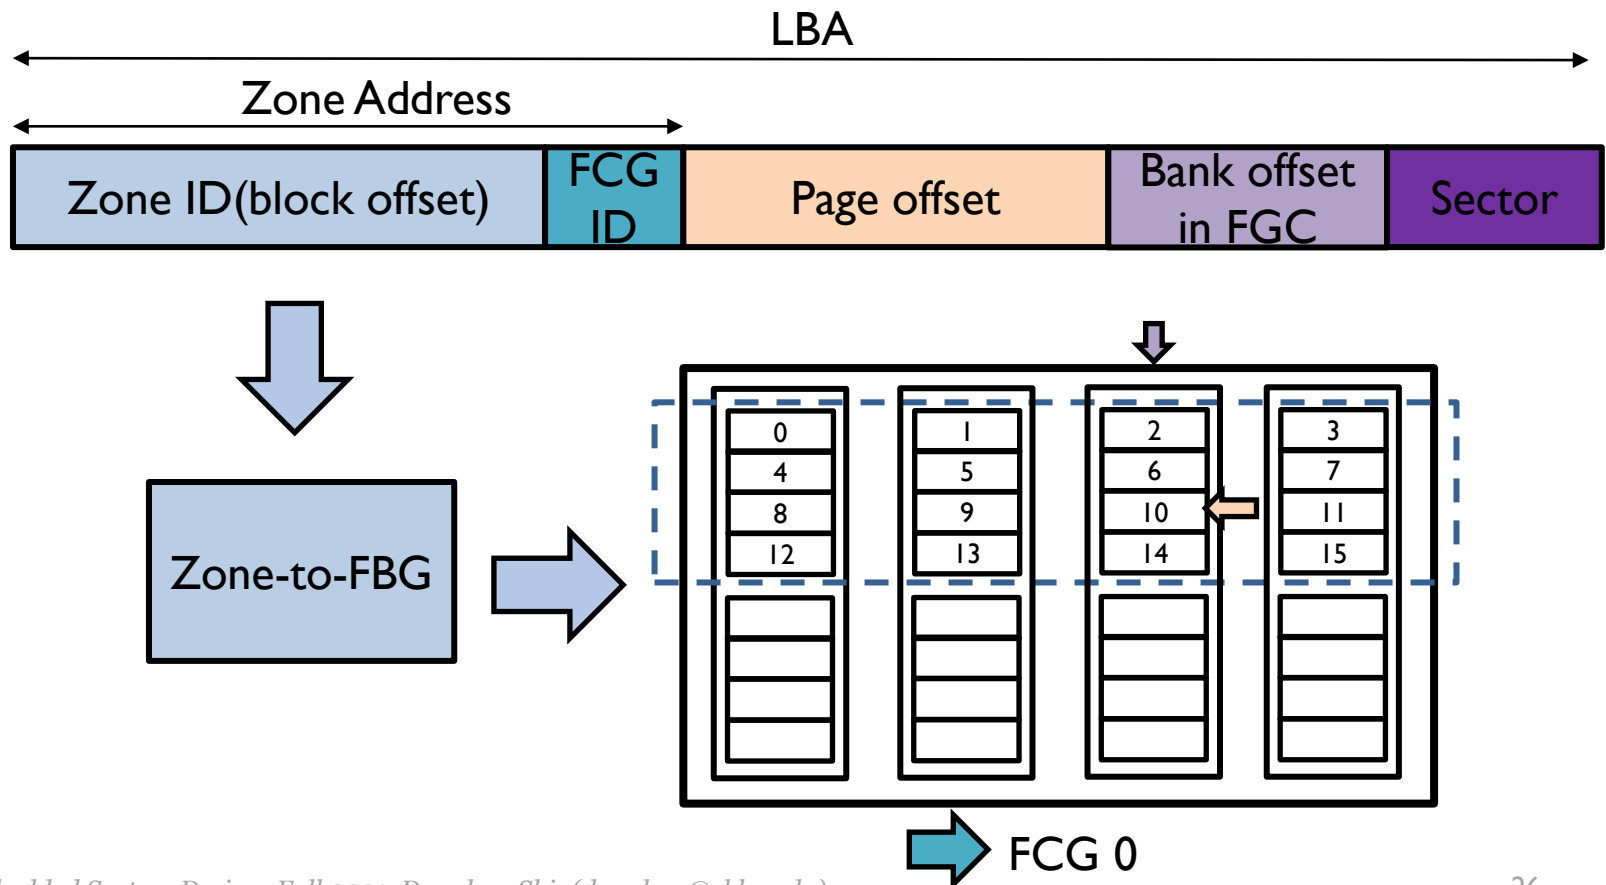 LBA
Zone Address
Zone ID(block offset)
FCG
ID
Page offset
Bank offset
in FGC
Sector
0 1 2 3
4 5 6 7
8 9 10 11
12 13 14 15
Zone-to-FBG
FCG 0